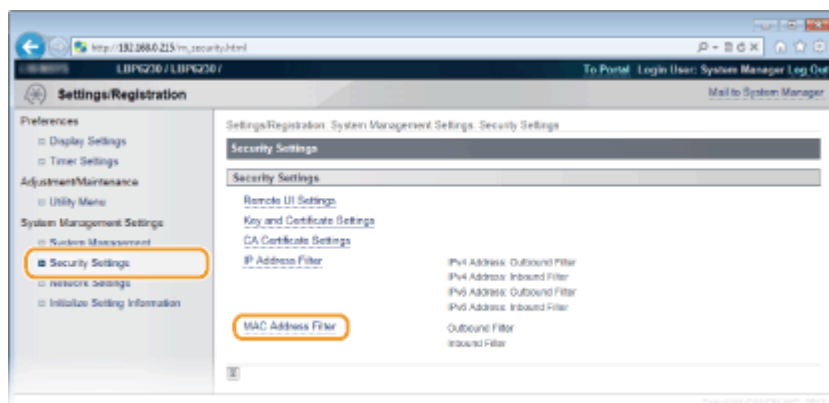 http://192.168.0.215/m_security.html
LBP6230 / LBP6230 /
To Portal Login User: System Manager Log Out
Settings/Registration
Mail to System Manager
Preferences
Display Settings
Timer Settings
Adjustment/Maintenance
Utility Menu
System Management Settings
System Management
Security Settings
Network Settings
Initialize Setting Information
Settings/Registration: System Management Settings: Security Settings
Security Settings
Security Settings
Remote UI Settings
Key and Certificate Settings
CA Certificate Settings
IP Address Filter
IPv4 Address: Outbound Filter
IPv4 Address: Inbound Filter
IPv6 Address: Outbound Filter
IPv6 Address: Inbound Filter
MAC Address Filter
Outbound Filter
Inbound Filter